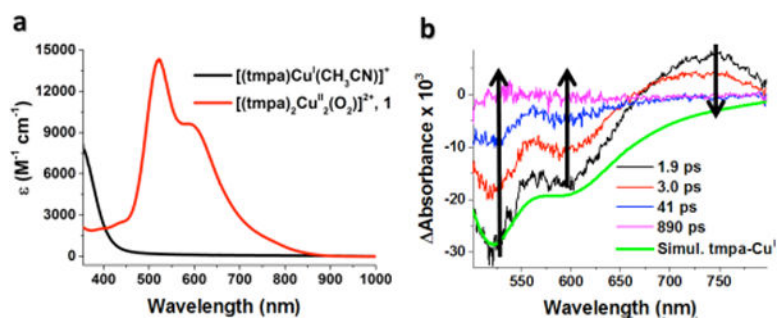 a
15000
12000
9000
6000
3000
0
ε (M⁻¹ cm⁻¹)
[(tmpa)Cuᴵ(CH₃CN)]⁺
[(tmpa)₂Cuᴵᴵ₂(O₂)]²⁺, 1
400 500 600 700 800 900 1000
Wavelength (nm)
b
0
-10
-20
-30
ΔAbsorbance x 10³
1.9 ps
3.0 ps
41 ps
890 ps
Simul. tmpa-Cuᴵ
550 600 650 700 750
Wavelength (nm)